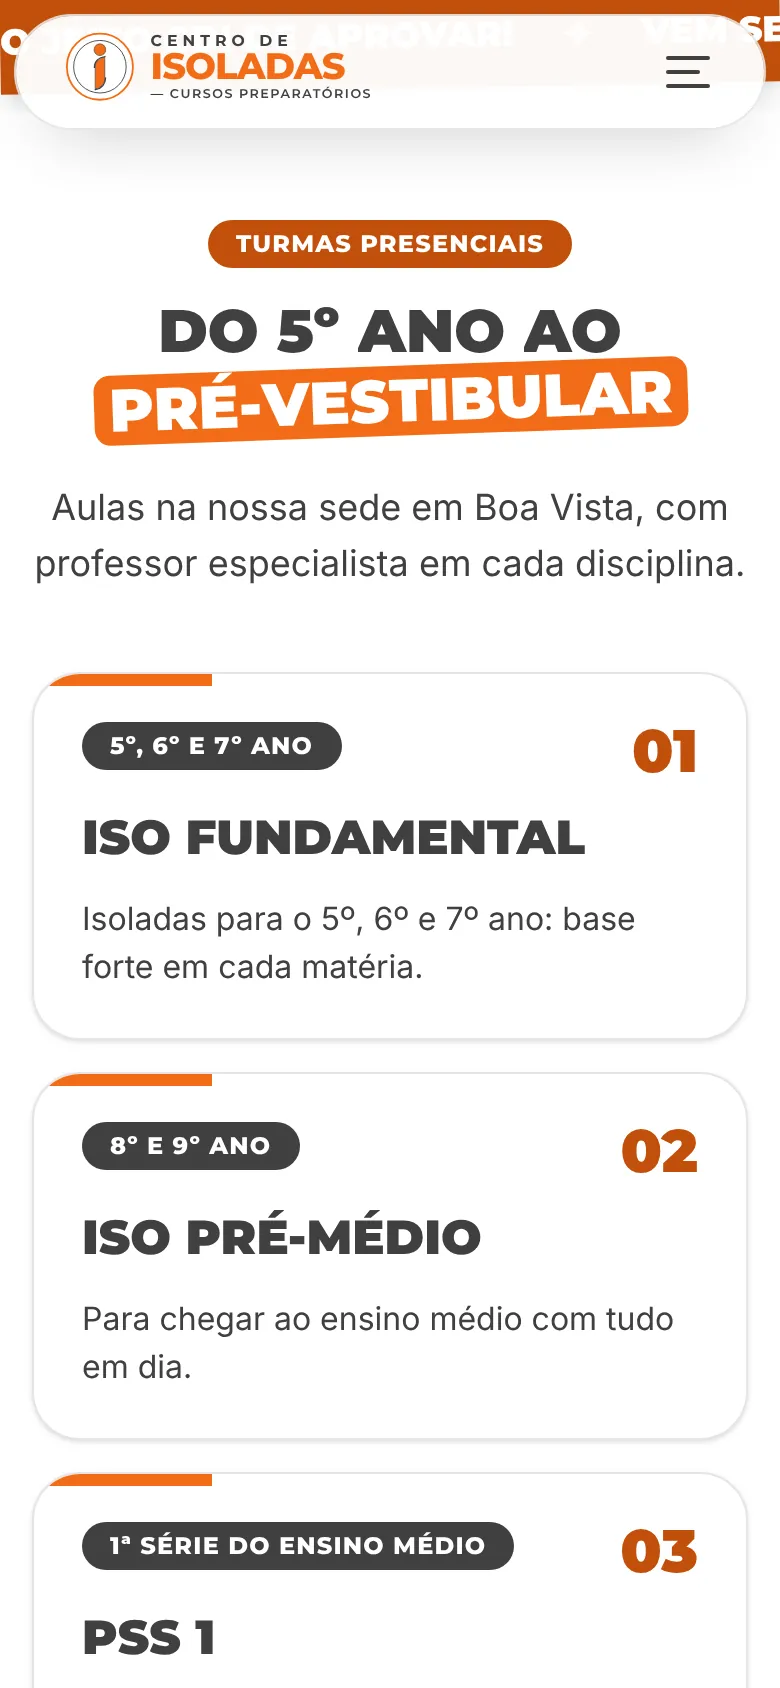 APROVAR! VEM SE
CENTRO DE
ISOLADAS
— CURSOS PREPARATÓRIOS
TURMAS PRESENCIAIS
DO 5º ANO AO
PRÉ-VESTIBULAR
Aulas na nossa sede em Boa Vista, com
professor especialista em cada disciplina.
5º, 6º E 7º ANO
01
ISO FUNDAMENTAL
Isoladas para o 5º, 6º e 7º ano: base
forte em cada matéria.
8º E 9º ANO
02
ISO PRÉ-MÉDIO
Para chegar ao ensino médio com tudo
em dia.
1ª SÉRIE DO ENSINO MÉDIO
03
PSS 1